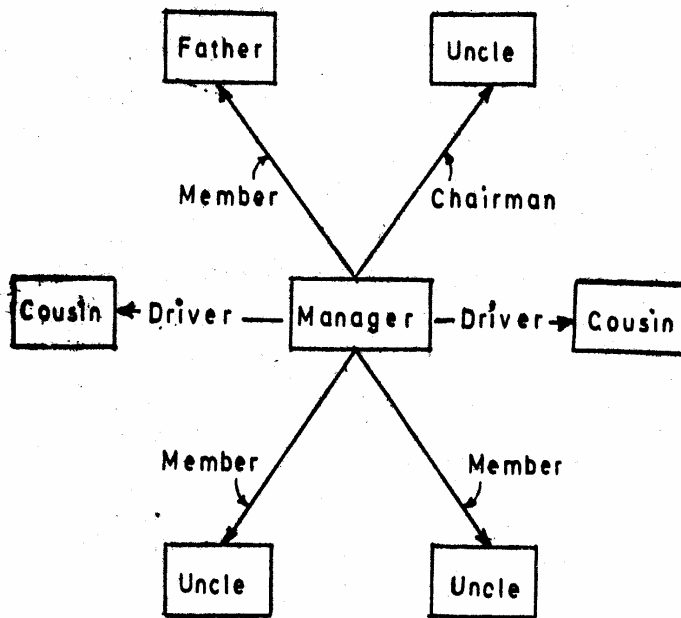 Father
Uncle
Member
Chairman
Cousin
Driver
Manager
Driver
Cousin
Member
Member
Uncle
Uncle